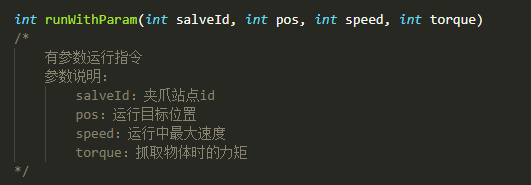 int runWithParam(int salveId, int pos, int speed, int torque)
/*
有参数运行指令
参数说明:
salveId: 夹爪站点id
pos: 运行目标位置
speed: 运行中最大速度
torque: 抓取物体时的力矩
*/